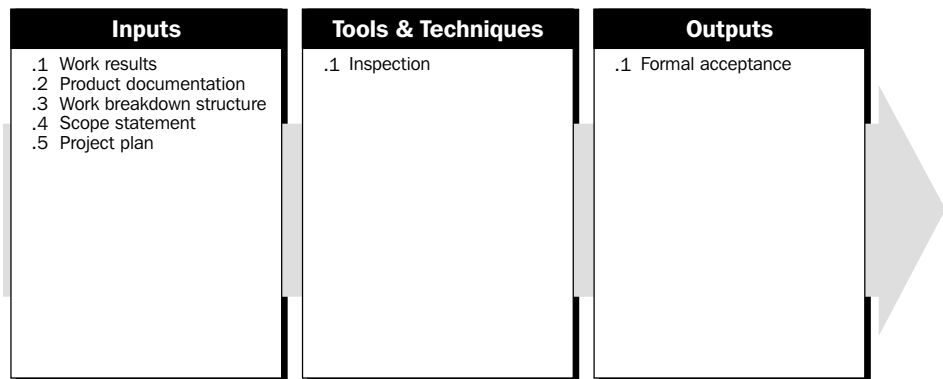 Inputs
.1 Work results
.2 Product documentation
.3 Work breakdown structure
.4 Scope statement
.5 Project plan
Tools & Techniques
.1 Inspection
Outputs
.1 Formal acceptance